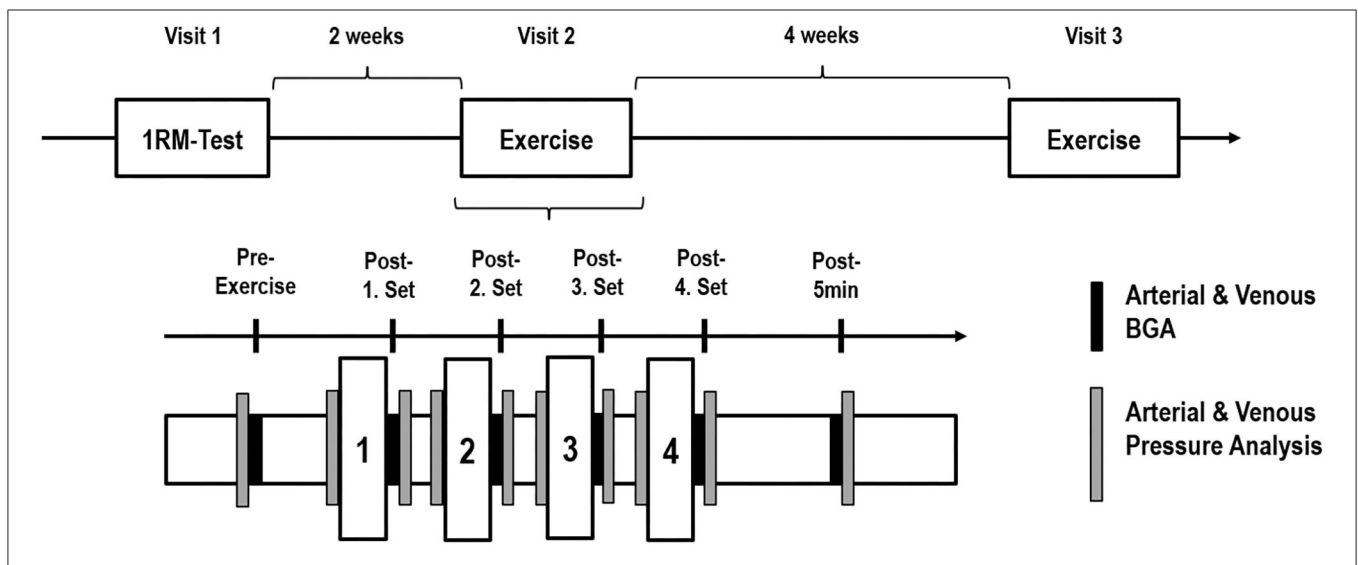 Visit 1
2 weeks
Visit 2
4 weeks
Visit 3
1RM-Test
Exercise
Exercise
Pre-
Exercise
Post-
1. Set
Post-
2. Set
Post-
3. Set
Post-
4. Set
Post-
5min
Arterial & Venous
BGA
Arterial & Venous
Pressure Analysis
1
2
3
4